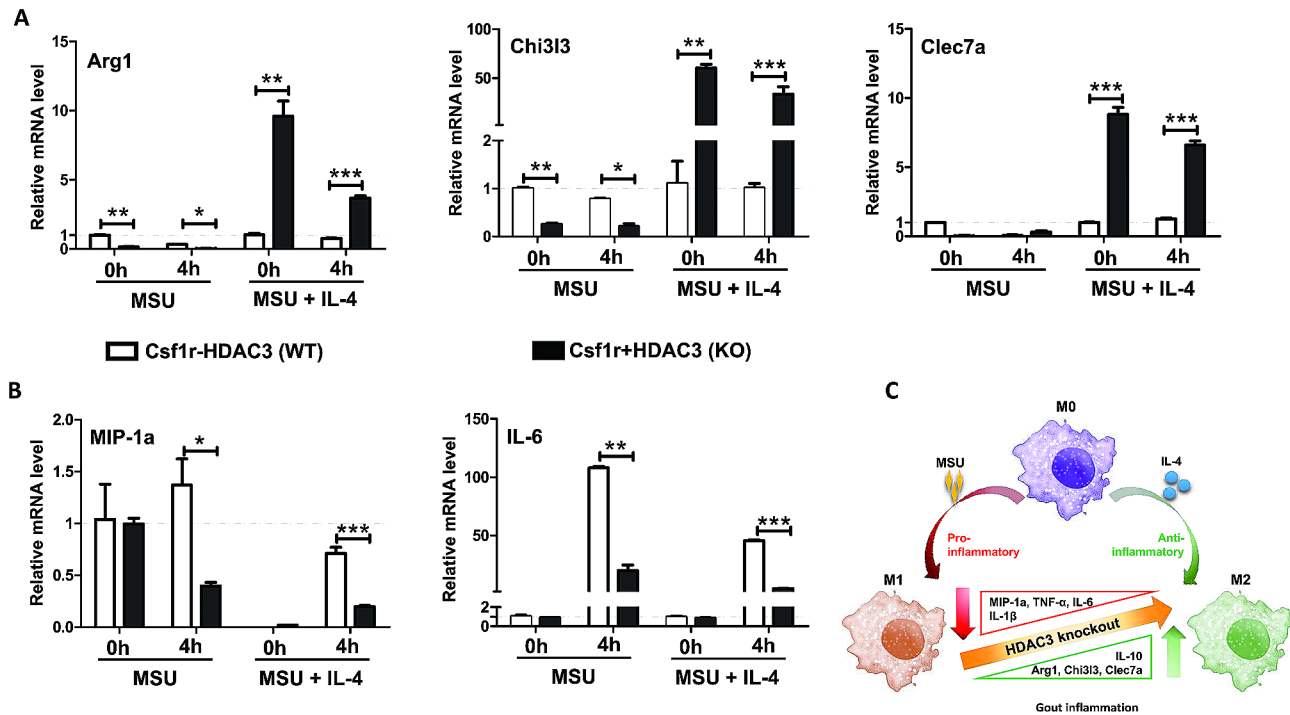 A
Arg1
Relative mRNA level
15
10
5
1
0
**
*
**
***
0h 4h 0h 4h
MSU MSU + IL-4
Chi3l3
Relative mRNA level
100
50
2
1
0
**
*
**
***
0h 4h 0h 4h
MSU MSU + IL-4
Clec7a
Relative mRNA level
15
10
5
1
0
***
***
0h 4h 0h 4h
MSU MSU + IL-4
Csf1r-HDAC3 (WT) Csf1r+HDAC3 (KO)
B
MIP-1a
Relative mRNA level
2.0
1.5
1
0.5
0.0
*
***
0h 4h 0h 4h
MSU MSU + IL-4
IL-6
Relative mRNA level
150
100
50
2
1
0
**
***
0h 4h 0h 4h
MSU MSU + IL-4
C
M0
MSU IL-4
Pro-
inflammatory
Anti-
inflammatory
M1 M2
MIP-1a, TNF-α, IL-6
IL-1β
HDAC3 knockout
IL-10
Arg1, Chi3l3, Clec7a
Gout inflammation